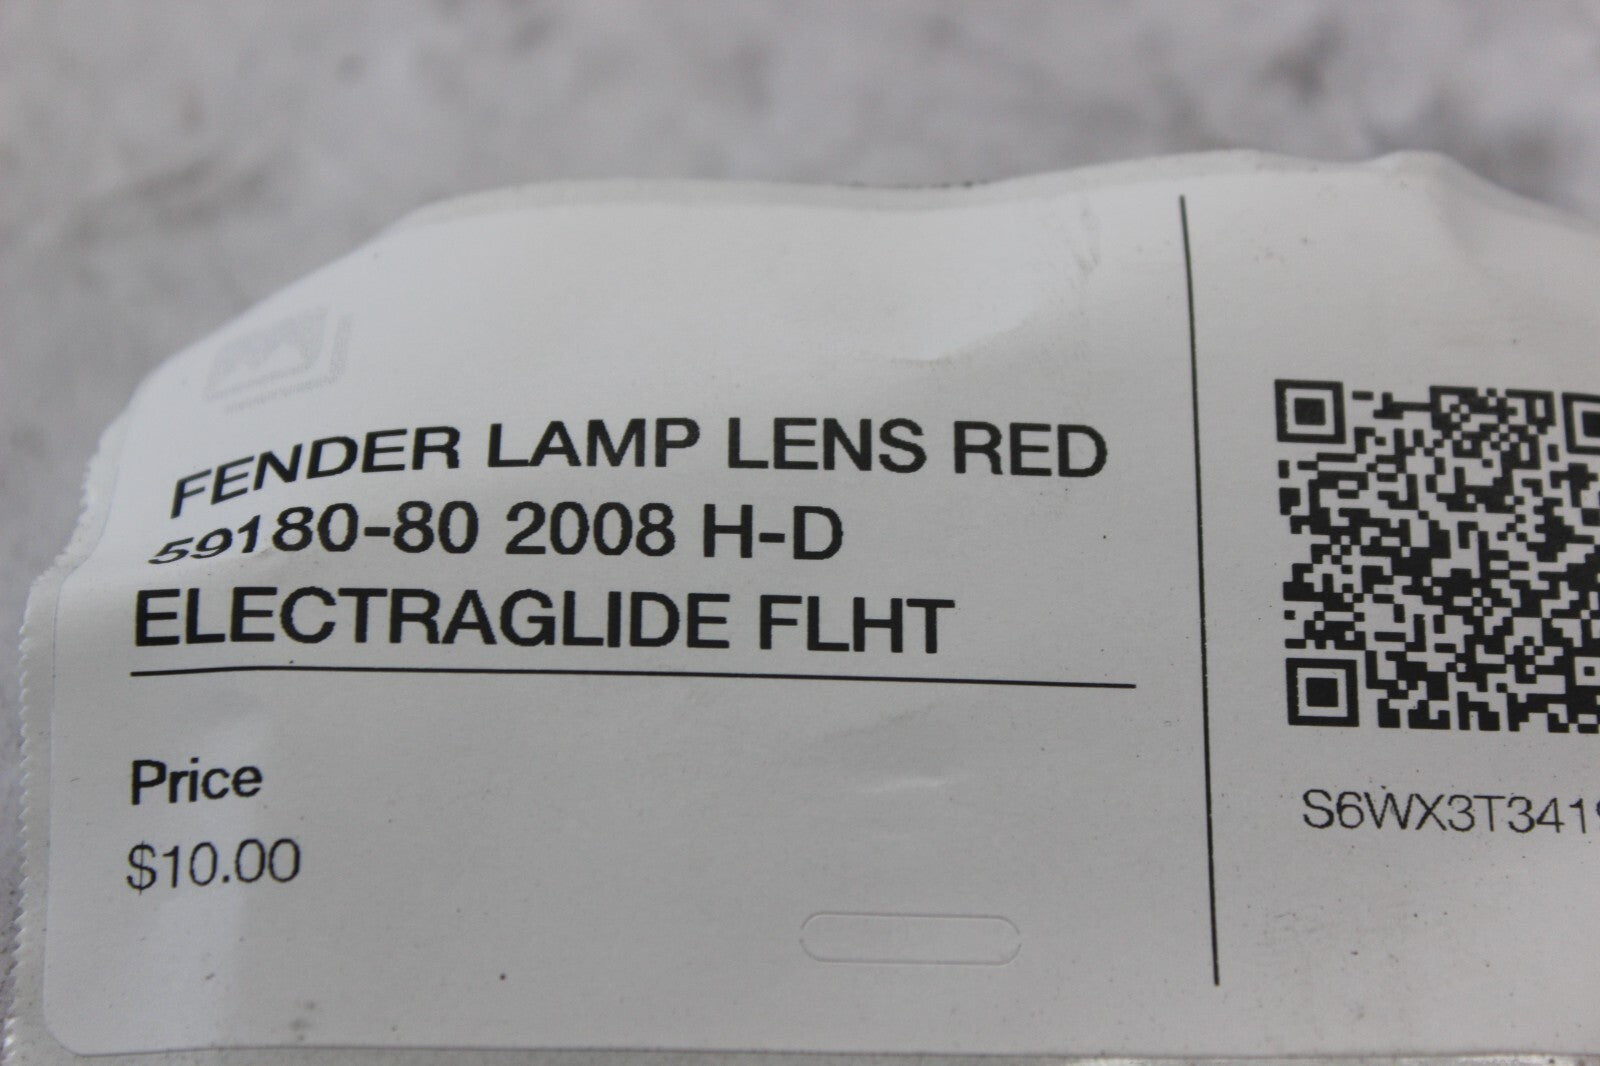 FENDER LAMP LENS RED
59180-80 2008 H-D
ELECTRAGLIDE FLHT
Price
$10.00
S6WX3T341